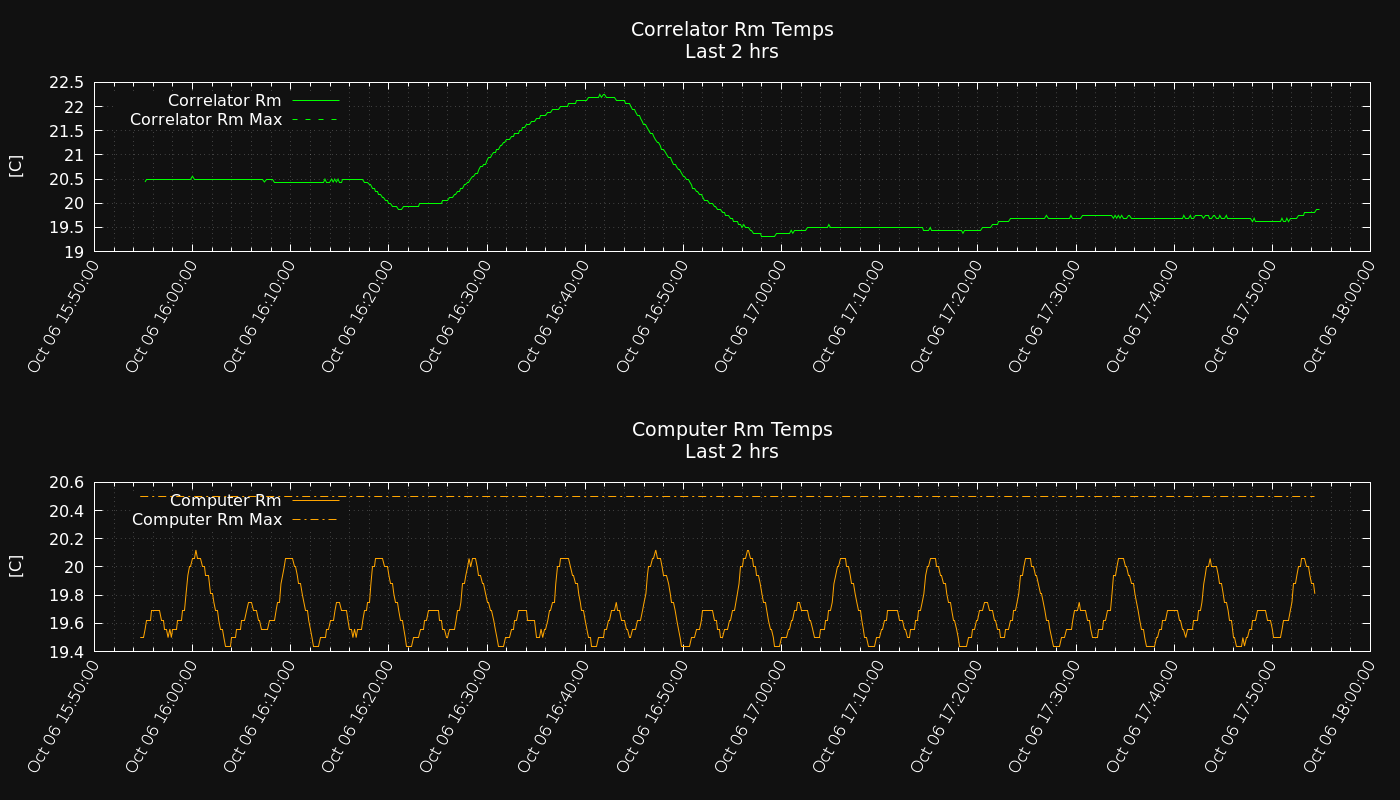 Correlator Rm Temps
Last 2 hrs
22.5
22
21.5
21
20.5
20
19.5
19
[C]
Correlator Rm
Correlator Rm Max
Oct 06 15:50:00
Oct 06 16:00:00
Oct 06 16:10:00
Oct 06 16:20:00
Oct 06 16:30:00
Oct 06 16:40:00
Oct 06 16:50:00
Oct 06 17:00:00
Oct 06 17:10:00
Oct 06 17:20:00
Oct 06 17:30:00
Oct 06 17:40:00
Oct 06 17:50:00
Oct 06 18:00:00
Computer Rm Temps
Last 2 hrs
20.6
20.4
20.2
20
19.8
19.6
19.4
[C]
Computer Rm
Computer Rm Max
Oct 06 15:50:00
Oct 06 16:00:00
Oct 06 16:10:00
Oct 06 16:20:00
Oct 06 16:30:00
Oct 06 16:40:00
Oct 06 16:50:00
Oct 06 17:00:00
Oct 06 17:10:00
Oct 06 17:20:00
Oct 06 17:30:00
Oct 06 17:40:00
Oct 06 17:50:00
Oct 06 18:00:00